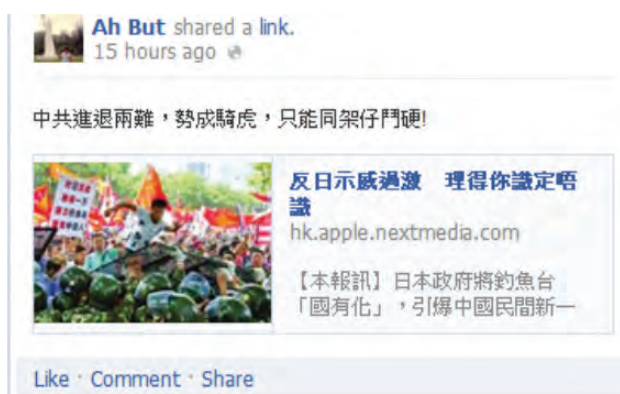 Ah But shared a link.
15 hours ago
中共進退兩難，勢成騎虎，只能同架仔鬥硬!
反日示威過激　理得你識定唔
識
hk.apple.nextmedia.com
【本報訊】日本政府將釣魚台
「國有化」，引爆中國民間新一
Like · Comment · Share